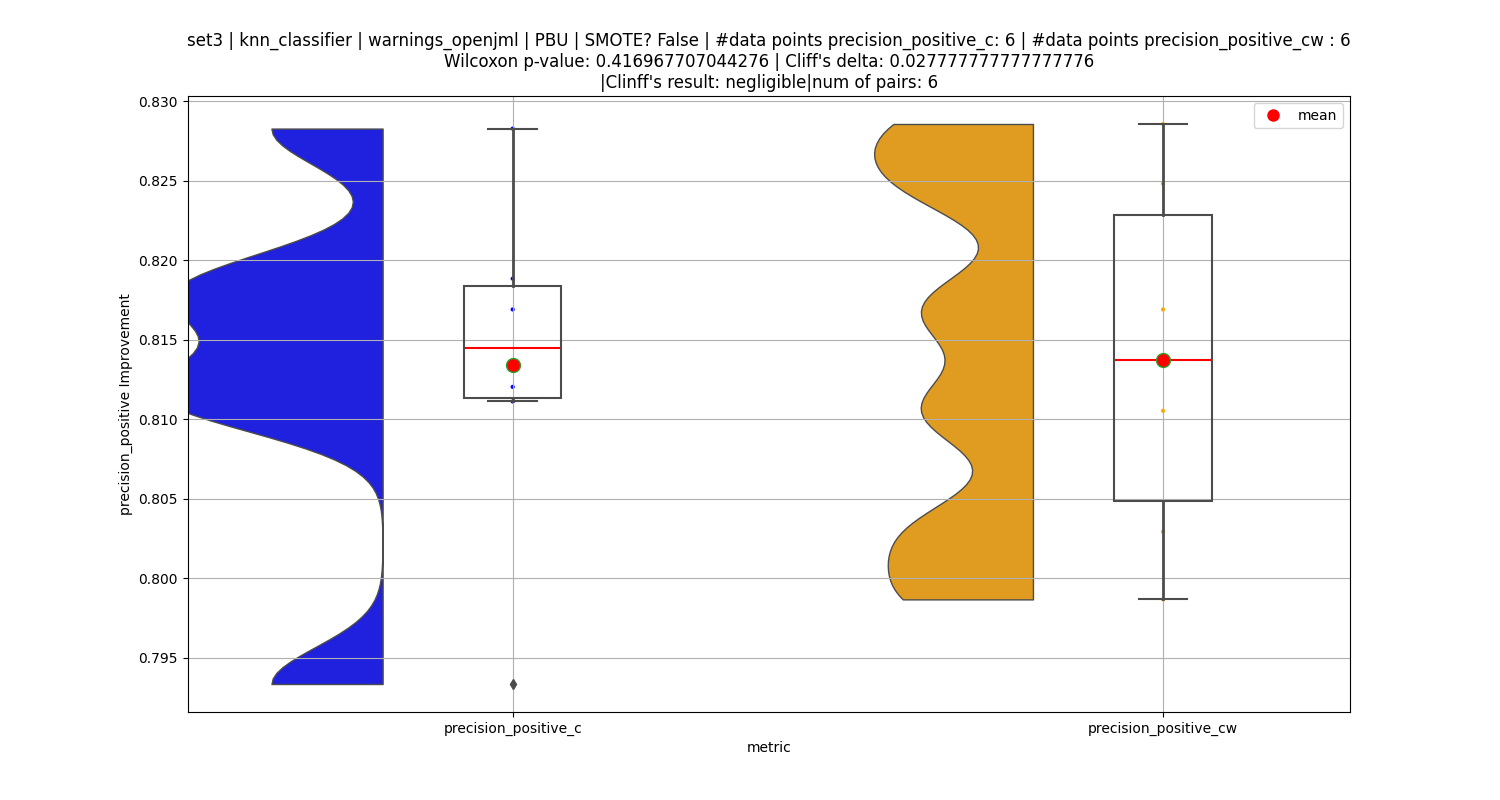 set3 | knn_classifier | warnings_openjml | PBU | SMOTE? False | #data points precision_positive_c: 6 | #data points precision_positive_cw : 6
Wilcoxon p-value: 0.416967707044276 | Cliff's delta: 0.027777777777777776
|Clinff's result: negligible|num of pairs: 6
mean
0.830
0.825
0.820
0.815
0.810
0.805
0.800
0.795
precision_positive Improvement
precision_positive_c
precision_positive_cw
metric